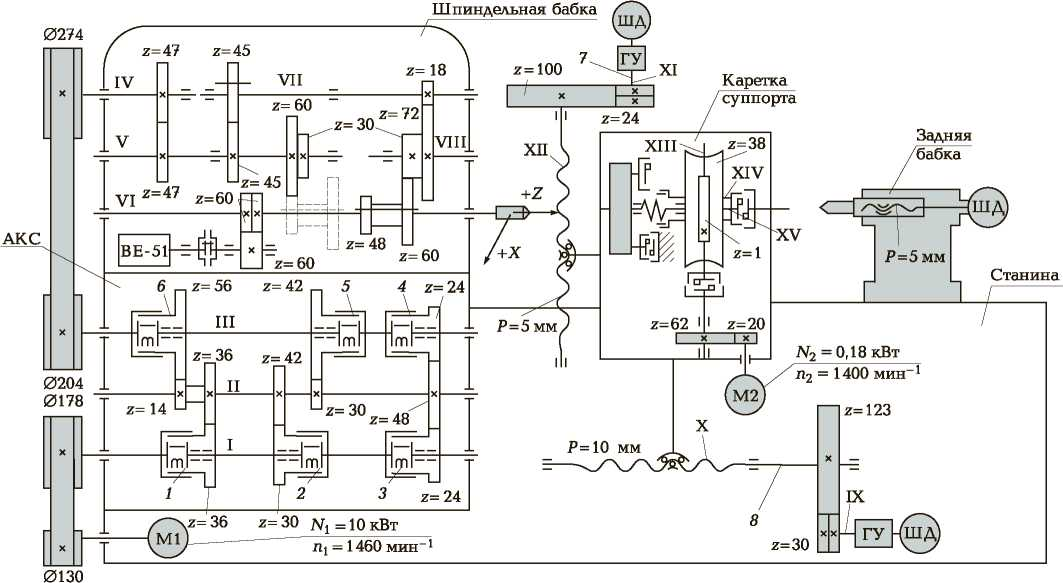 Шпиндельная бабка
ШД
Ø274
z=47
z=45
7
ГУ
XI
IV
VII
z=18
z=100
Каретка
суппорта
z=60
z=30
z=72
z=24
Задняя
бабка
V
VIII
XII
XIII
z=38
XIV
z=47
z=45
VI
z=60
+Z
ШД
АКС
ВЕ-51
z=48
XV
z=60
z=60
+X
z=1
P=5 мм
Станина
6
z=56
z=42
5
4
z=24
III
P=5 мм
z=62
z=20
z=36
z=42
N₂=0,18 кВт
n₂=1400 мин⁻¹
Ø204
II
М2
Ø178
z=14
z=30
z=48
z=123
I
X
P=10 мм
1
2
3
z=24
8
IX
z=36
z=30
N₁=10 кВт
М1
n₁=1460 мин⁻¹
z=30
ГУ
ШД
Ø130